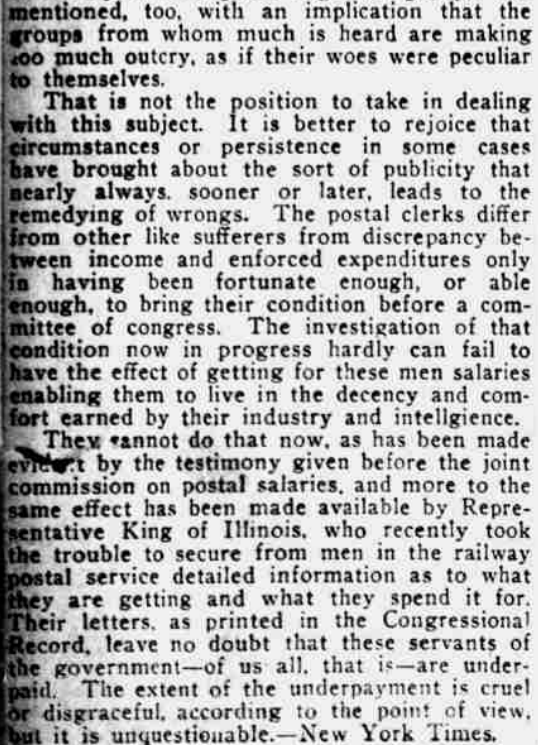 mentioned, too, with an implication that the
groups from whom much is heard are making
too much outcry, as if their woes were peculiar
to themselves.
That is not the position to take in dealing
with this subject. It is better to rejoice that
circumstances or persistence in some cases
have brought about the sort of publicity that
nearly always, sooner or later, leads to the
remedying of wrongs. The postal clerks differ
from other like sufferers from discrepancy be-
tween income and enforced expenditures only
in having been fortunate enough, or able
enough, to bring their condition before a com-
mittee of congress. The investigation of that
condition now in progress hardly can fail to
have the effect of getting for these men salaries
enabling them to live in the decency and com-
fort earned by their industry and intellgience.
They cannot do that now, as has been made
evident by the testimony given before the joint
commission on postal salaries, and more to the
same effect has been made available by Repre-
sentative King of Illinois, who recently took
the trouble to secure from men in the railway
postal service detailed information as to what
they are getting and what they spend it for.
Their letters, as printed in the Congressional
Record, leave no doubt that these servants of
the government—of us all, that is—are under-
paid. The extent of the underpayment is cruel
or disgraceful, according to the point of view,
but it is unquestionable.—New York Times.